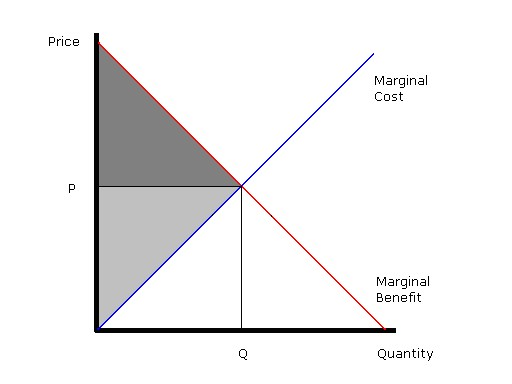 Price
Marginal
Cost
P
Marginal
Benefit
Q
Quantity